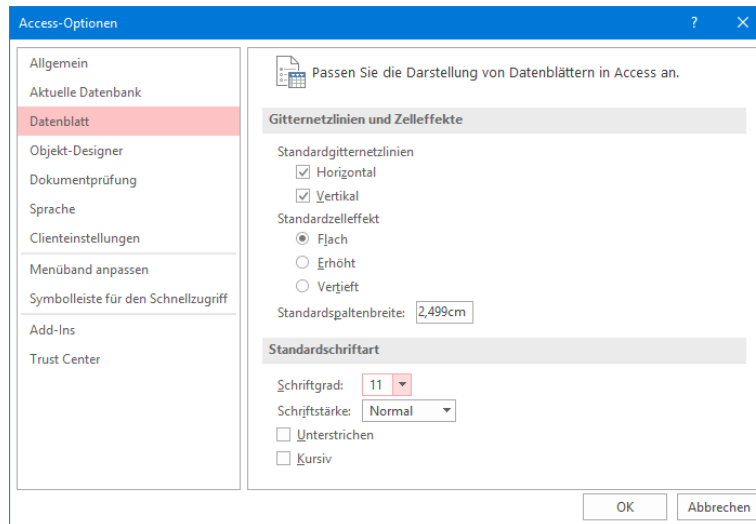 Access-Optionen
?
Allgemein
Aktuelle Datenbank
Datenblatt
Objekt-Designer
Dokumentprüfung
Sprache
Clienteinstellungen
Menüband anpassen
Symbolleiste für den Schnellzugriff
Add-Ins
Trust Center
Passen Sie die Darstellung von Datenblättern in Access an.
Gitternetzlinien und Zelleffekte
Standardgitternetzlinien
Horizontal
Vertikal
Standardzelleffekt
Flach
Erhöht
Vertieft
Standardspaltenbreite: 2,499cm
Standardschriftart
Schriftgrad: 11
Schriftstärke: Normal
Unterstrichen
Kursiv
OK
Abbrechen